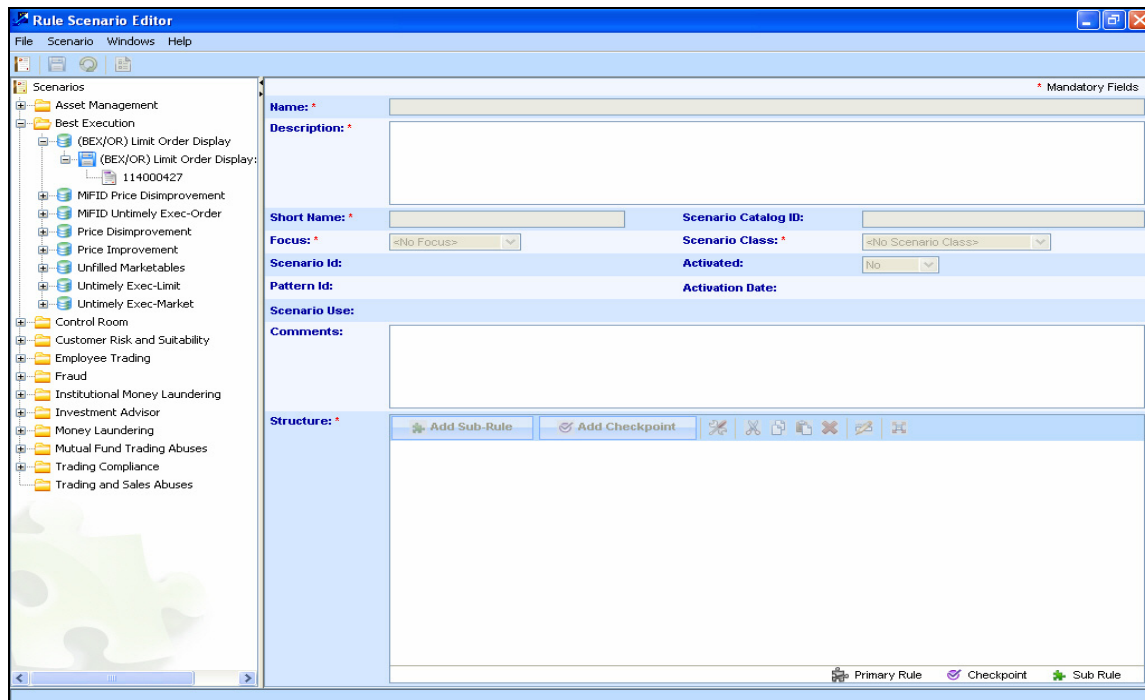 Rule Scenario Editor
File Scenario Windows Help
Scenarios
Asset Management
Best Execution
(BEX/OR) Limit Order Display
(BEX/OR) Limit Order Display:
114000427
MiFID Price Disimprovement
MiFID Untimely Exec-Order
Price Disimprovement
Price Improvement
Unfilled Marketables
Untimely Exec-Limit
Untimely Exec-Market
Control Room
Customer Risk and Suitability
Employee Trading
Fraud
Institutional Money Laundering
Investment Advisor
Money Laundering
Mutual Fund Trading Abuses
Trading Compliance
Trading and Sales Abuses
* Mandatory Fields
Name: *
Description: *
Short Name: * Scenario Catalog ID:
Focus: * <No Focus> Scenario Class: * <No Scenario Class>
Scenario Id: Activated: No
Pattern Id: Activation Date:
Scenario Use:
Comments:
Structure: * Add Sub-Rule Add Checkpoint
Primary Rule Checkpoint Sub Rule